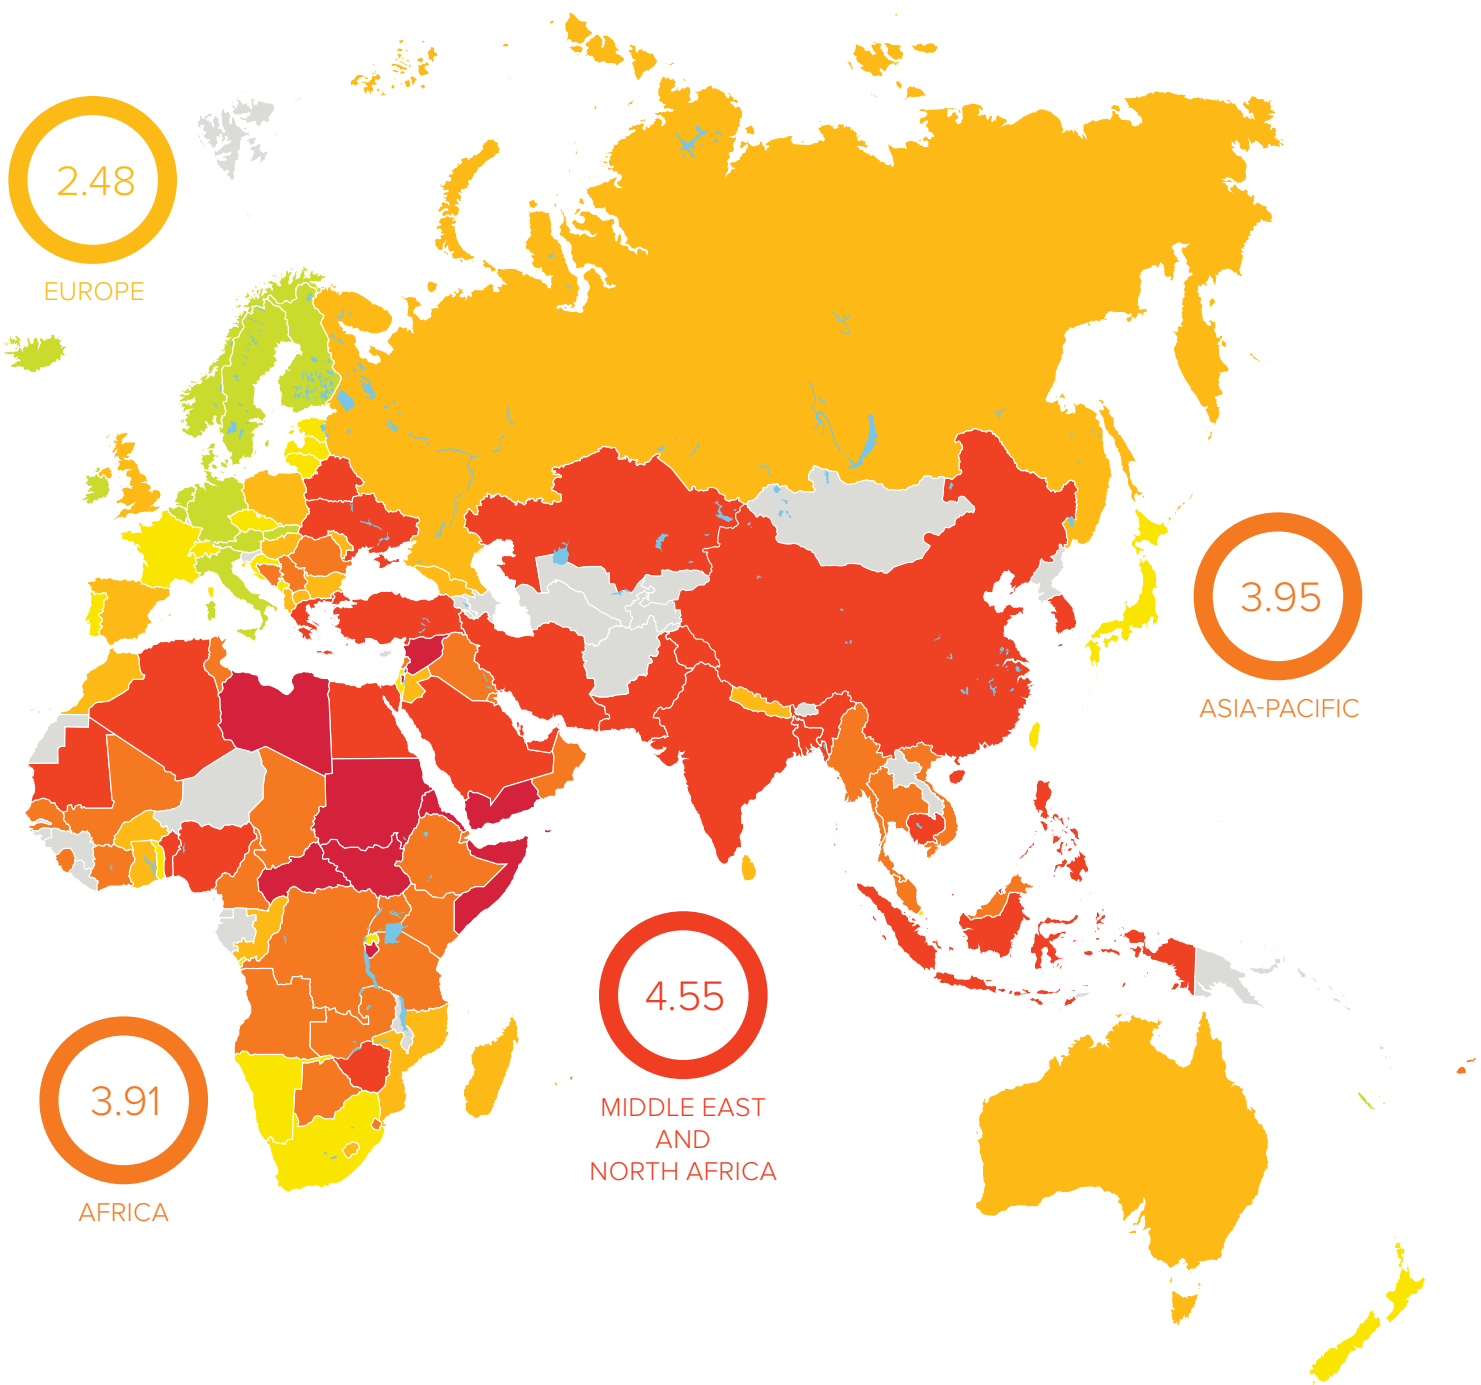 2.48
EUROPE
3.95
ASIA-PACIFIC
4.55
MIDDLE EAST
AND
NORTH AFRICA
3.91
AFRICA